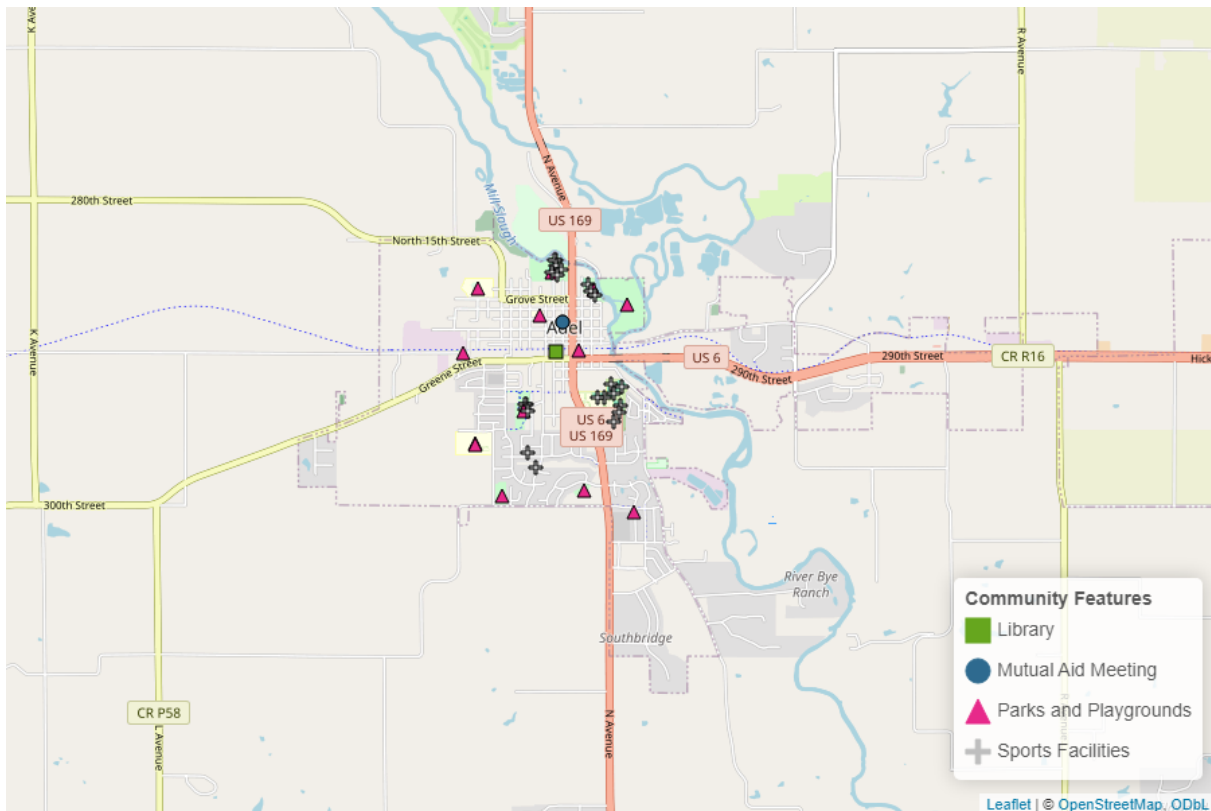 K Avenue
R Avenue
N Avenue
280th Street
Mill Slough
US 169
North 15th Street
Grove Street
Adel
K Avenue
US 6
290th Street
290th Street
CR R16
Hick
Greene Street
US 6
US 169
300th Street
River Bye
Ranch
Southbridge
CR P58
L Avenue
N Avenue
Community Features
Library
Mutual Aid Meeting
Parks and Playgrounds
Sports Facilities
Leaflet | © OpenStreetMap, ODbL